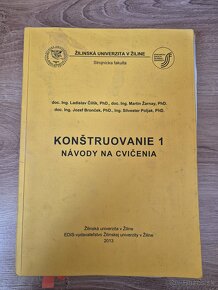 ŽILINSKÁ UNIVERZITA V ŽILINE
Strojnícka fakulta
doc. Ing. Ladislav Čillík, PhD., doc. Ing. Martin Žarnay, PhD.
doc. Ing. Jozef Bronček, PhD., Ing. Silvester Poljak, PhD.
KONŠTRUOVANIE 1
NÁVODY NA CVIČENIA
Žilinská univerzita v Žiline
EDIS-vydavateľstvo Žilinskej univerzity v Žiline
2013